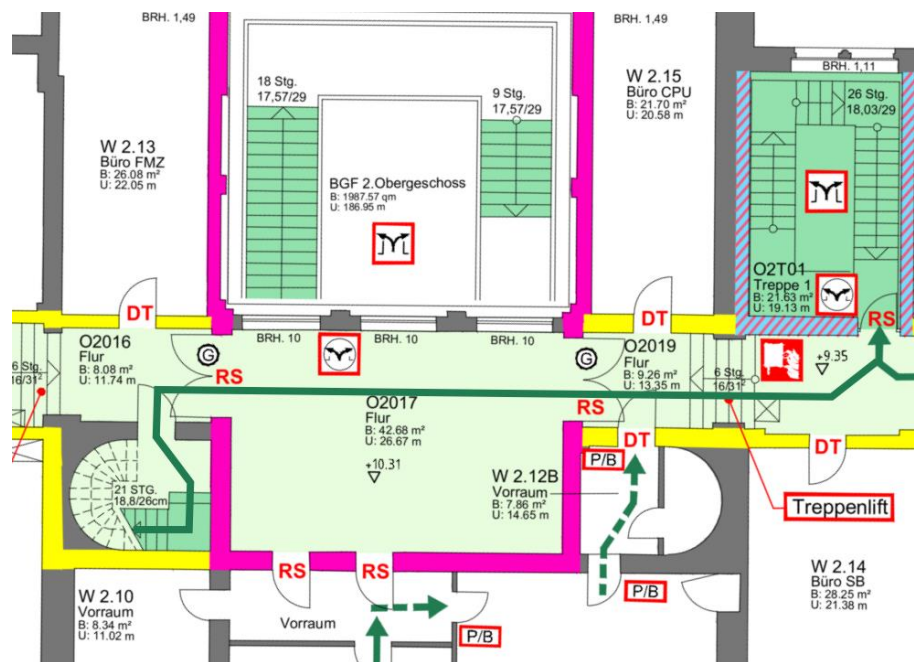 BRH. 1,49
BRH. 1,49
BRH. 1,11
18 Stg.
17,57/29
9 Stg.
17,57/29
W 2.15
Büro CPU
B: 21.70 m²
U: 20.58 m
26 Stg.
18,03/29
W 2.13
Büro FMZ
B: 26.08 m²
U: 22.05 m
BGF 2.Obergeschoss
B: 1987.57 qm
U: 186.95 m
O2T01
Treppe 1
B: 21.63 m²
U: 19.13 m
DT
DT
RS
BRH. 10
BRH. 10
BRH. 10
O2016
Flur
B: 8.08 m²
U: 11.74 m
G
G
O2019
Flur
B: 9.26 m²
U: 13.35 m
+9.35
6 Stg.
16/31²
RS
6 Stg.
16/31²
O2017
Flur
B: 42.68 m²
U: 26.67 m
RS
DT
DT
+10.31
P/B
W 2.12B
Vorraum
B: 7.86 m²
U: 14.65 m
21 STG.
18,8/26cm
Treppenlift
RS
RS
W 2.14
Büro SB
B: 28.25 m²
U: 21.38 m
W 2.10
Vorraum
B: 8.34 m²
U: 11.02 m
P/B
Vorraum
P/B